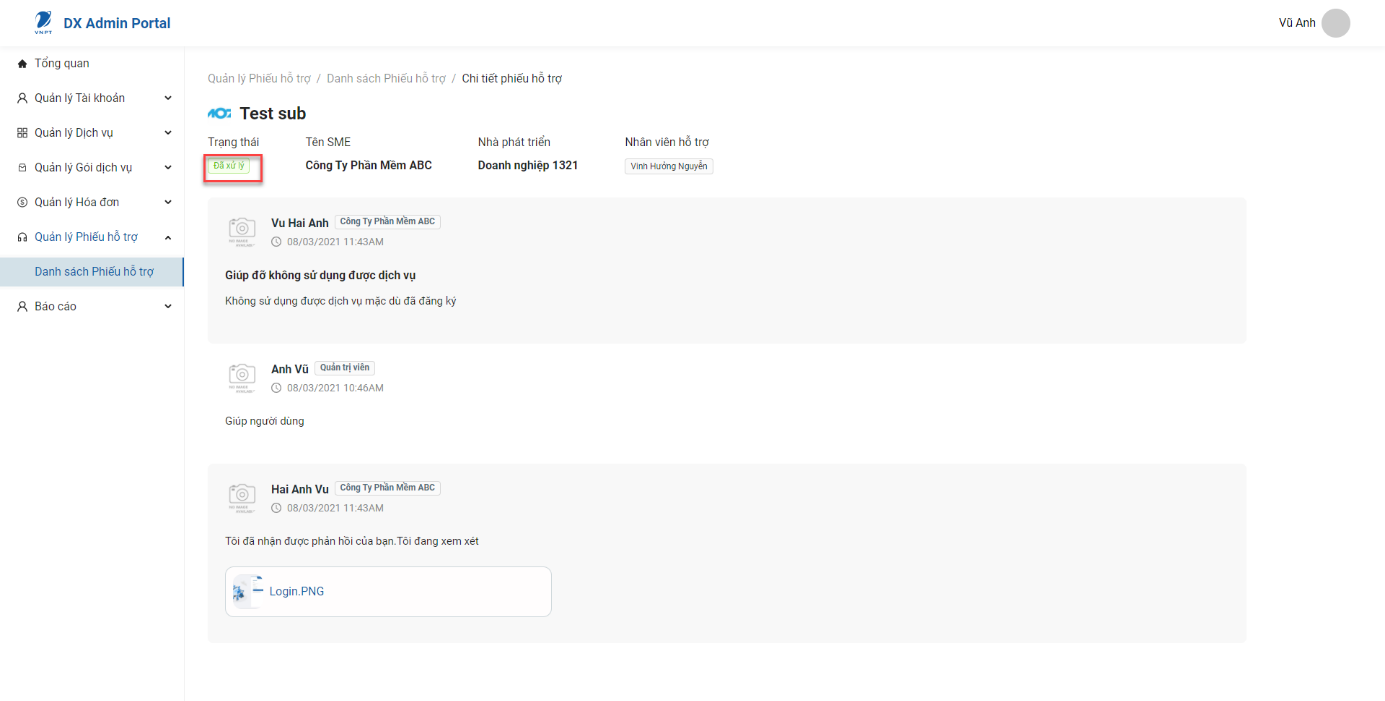 VNPT
DX Admin Portal
Vũ Anh
Tổng quan
Quản lý Tài khoản
Quản lý Dịch vụ
Quản lý Gói dịch vụ
Quản lý Hóa đơn
Quản lý Phiếu hỗ trợ
Danh sách Phiếu hỗ trợ
Báo cáo
Quản lý Phiếu hỗ trợ / Danh sách Phiếu hỗ trợ / Chi tiết phiếu hỗ trợ
Test sub
Trạng thái Tên SME Nhà phát triển Nhân viên hỗ trợ
Đã xử lý Công Ty Phần Mềm ABC Doanh nghiệp 1321 Vinh Hưởng Nguyễn
Vu Hai Anh Công Ty Phần Mềm ABC
08/03/2021 11:43AM
Giúp đỡ không sử dụng được dịch vụ
Không sử dụng được dịch vụ mặc dù đã đăng ký
Anh Vũ Quản trị viên
08/03/2021 10:46AM
Giúp người dùng
Hai Anh Vu Công Ty Phần Mềm ABC
08/03/2021 11:43AM
Tôi đã nhận được phản hồi của bạn.Tôi đang xem xét
Login.PNG